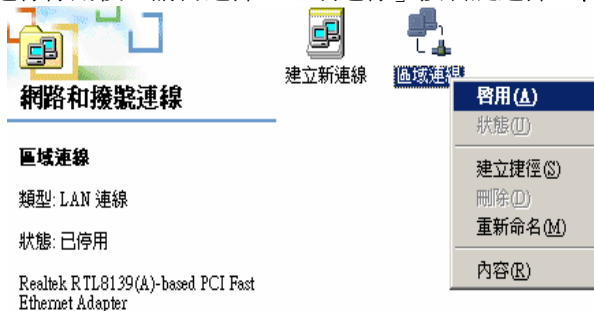 建立新連線
區域連線
網路和撥號連線
啓用(A)
狀態(U)
區域連線
建立捷徑(S)
類型: LAN 連線
刪除(D)
重新命名(M)
狀態: 已停用
內容(R)
Realtek RTL8139(A)-based PCI Fast
Ethernet Adapter